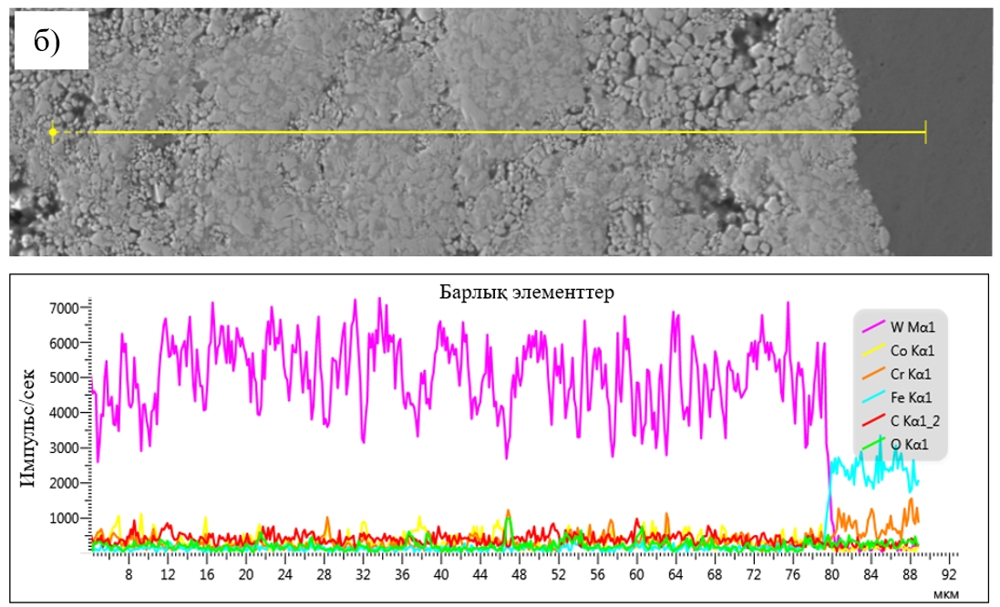 б)
Барлық элементтер
Импульс/сек
7000
6000
5000
4000
3000
2000
1000
W Mα1
Co Kα1
Cr Kα1
Fe Kα1
C Kα1_2
O Kα1
8 12 16 20 24 28 32 36 40 44 48 52 56 60 64 68 72 76 80 84 88 92
мкм